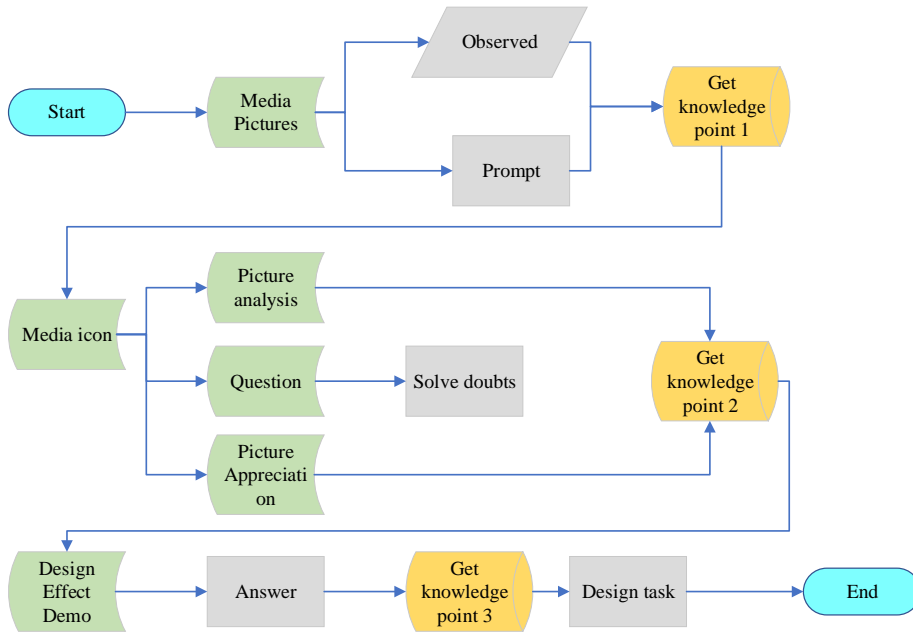 Observed
Start
Media
Pictures
Get
knowledge
point 1
Prompt
Picture
analysis
Media icon
Question
Solve doubts
Get
knowledge
point 2
Picture
Appreciati
on
Design
Effect
Demo
Answer
Get
knowledge
point 3
Design task
End